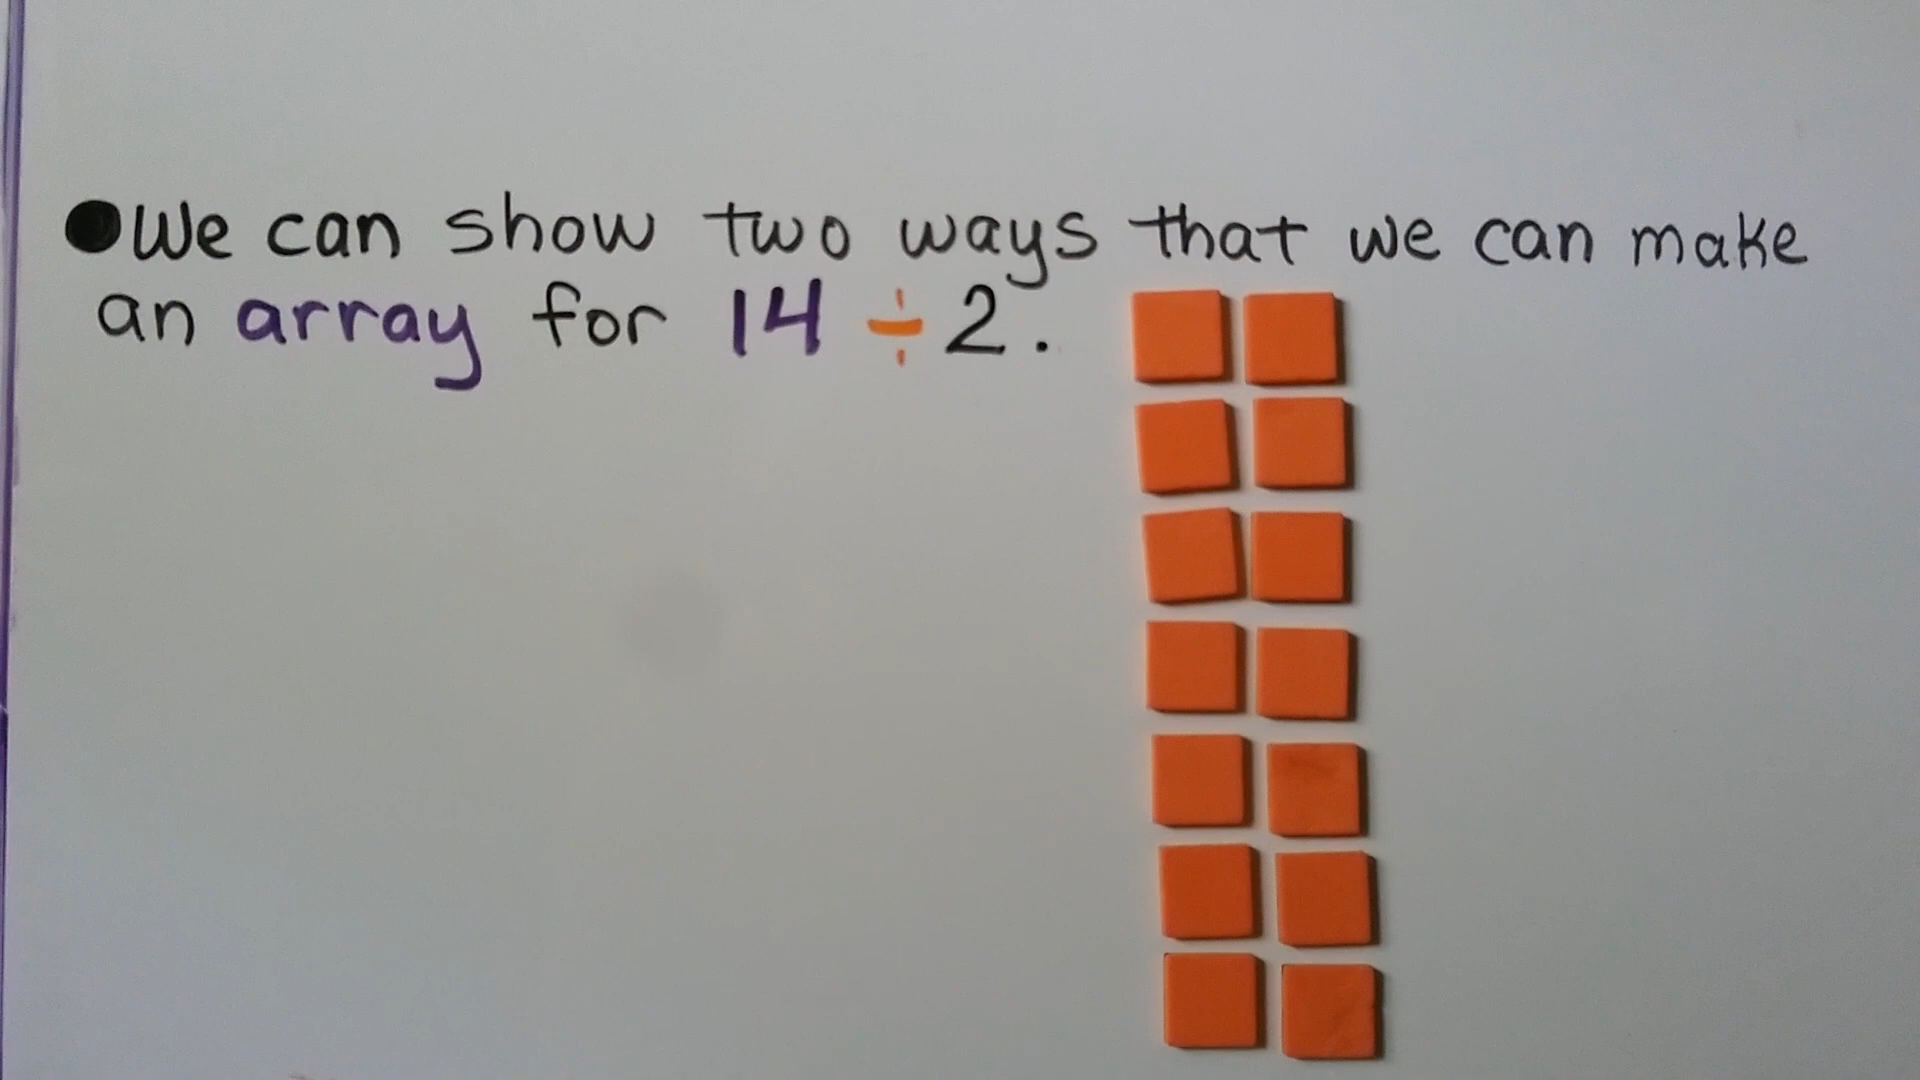 ●We can show two ways that we can make
an array for 14 ÷ 2.